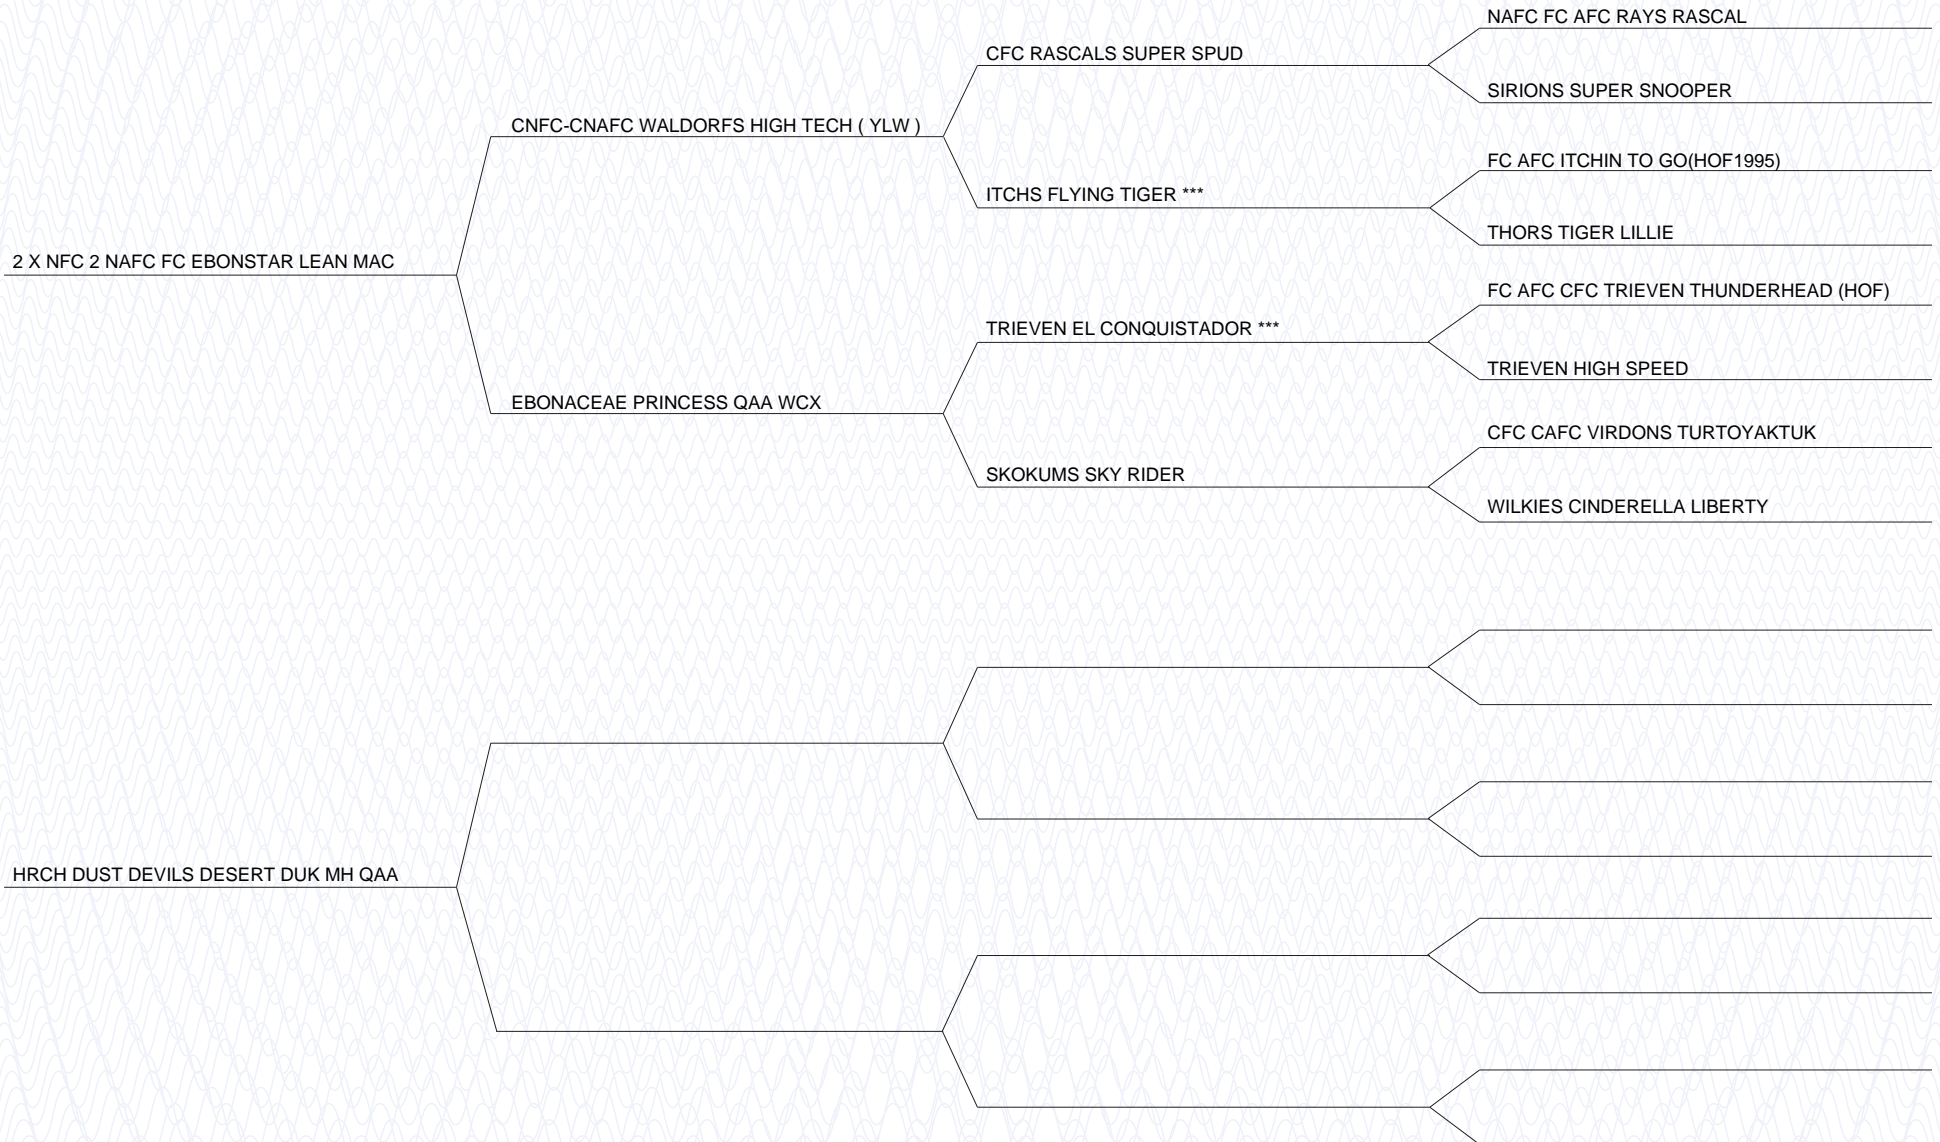 NAFC FC AFC RAYS RASCAL
CFC RASCALS SUPER SPUD
SIRIONS SUPER SNOOPER
CNFC-CNAFC WALDORFS HIGH TECH ( YLW )
FC AFC ITCHIN TO GO(HOF1995)
ITCHS FLYING TIGER ***
THORS TIGER LILLIE
2 X NFC 2 NAFC FC EBONSTAR LEAN MAC
FC AFC CFC TRIEVEN THUNDERHEAD (HOF)
TRIEVEN EL CONQUISTADOR ***
TRIEVEN HIGH SPEED
EBONACEAE PRINCESS QAA WCX
CFC CAFC VIRDONS TURTOYAKTUK
SKOKUMS SKY RIDER
WILKIES CINDERELLA LIBERTY
HRCH DUST DEVILS DESERT DUK MH QAA